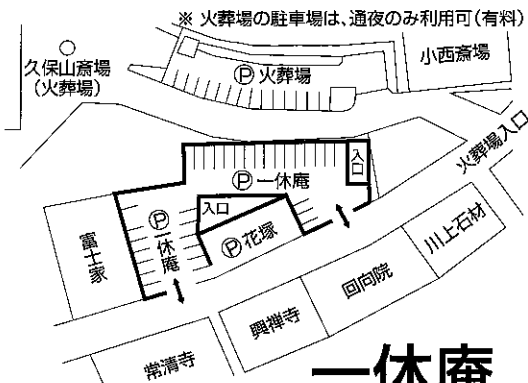 ※ 火葬場の駐車場は、通夜のみ利用可(有料)
久保山斎場
(火葬場)
Ⓟ 火葬場
小西斎場
火葬場入口
入口
Ⓟ 一休庵
入口
Ⓟ 一休庵
Ⓟ 花塚
富士家
川上石材
回向院
興禅寺
常清寺
一休庵